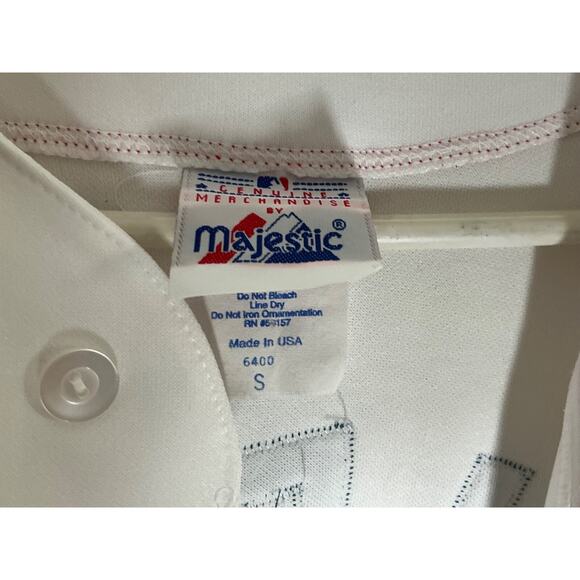 GENUINE
MERCHANDISE
BY
Majestic®
Do Not Bleach
Line Dry
Do Not Iron Ornamentation
Made In USA
6400
S